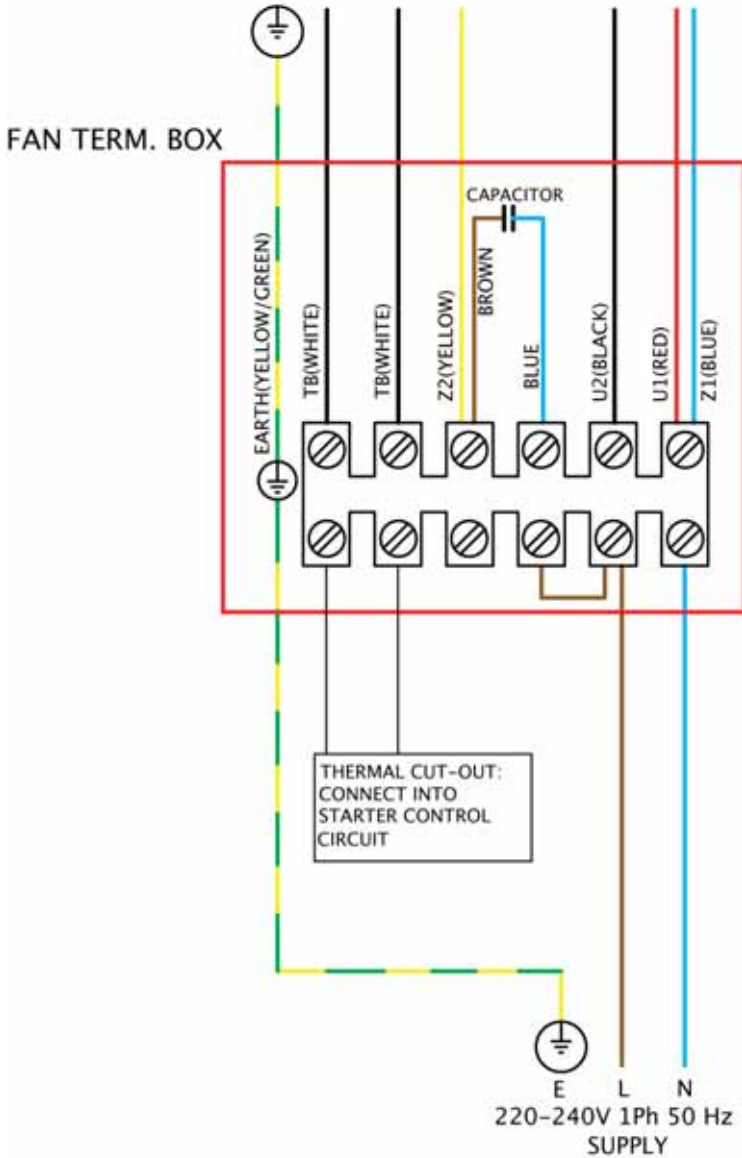 FAN TERM. BOX
CAPACITOR
EARTH(YELLOW/GREEN)
TB(WHITE)
TB(WHITE)
Z2(YELLOW)
BROWN
BLUE
U2(BLACK)
U1(RED)
Z1(BLUE)
THERMAL CUT-OUT:
CONNECT INTO
STARTER CONTROL
CIRCUIT
E L N
220-240V 1Ph 50 Hz
SUPPLY